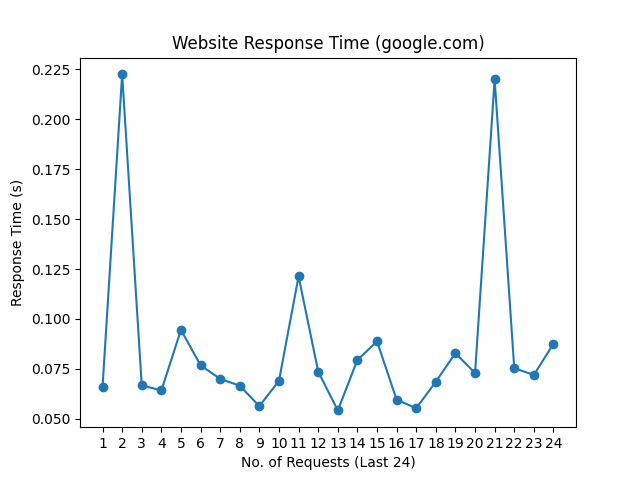 Website Response Time (google.com)
0.225
0.200
0.175
0.150
0.125
0.100
0.075
0.050
Response Time (s)
1 2 3 4 5 6 7 8 9 10 11 12 13 14 15 16 17 18 19 20 21 22 23 24
No. of Requests (Last 24)